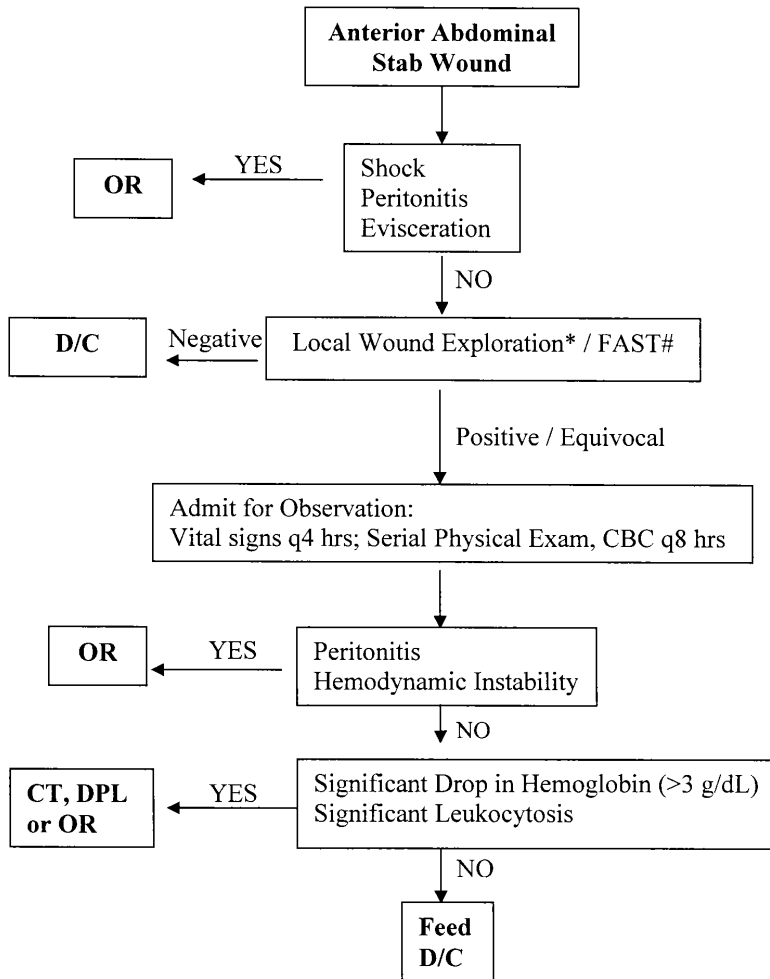 Anterior Abdominal
Stab Wound
YES
OR
Shock
Peritonitis
Evisceration
NO
Negative
D/C
Local Wound Exploration* / FAST#
Positive / Equivocal
Admit for Observation:
Vital signs q4 hrs; Serial Physical Exam, CBC q8 hrs
YES
OR
Peritonitis
Hemodynamic Instability
NO
YES
CT, DPL
or OR
Significant Drop in Hemoglobin (>3 g/dL)
Significant Leukocytosis
NO
Feed
D/C